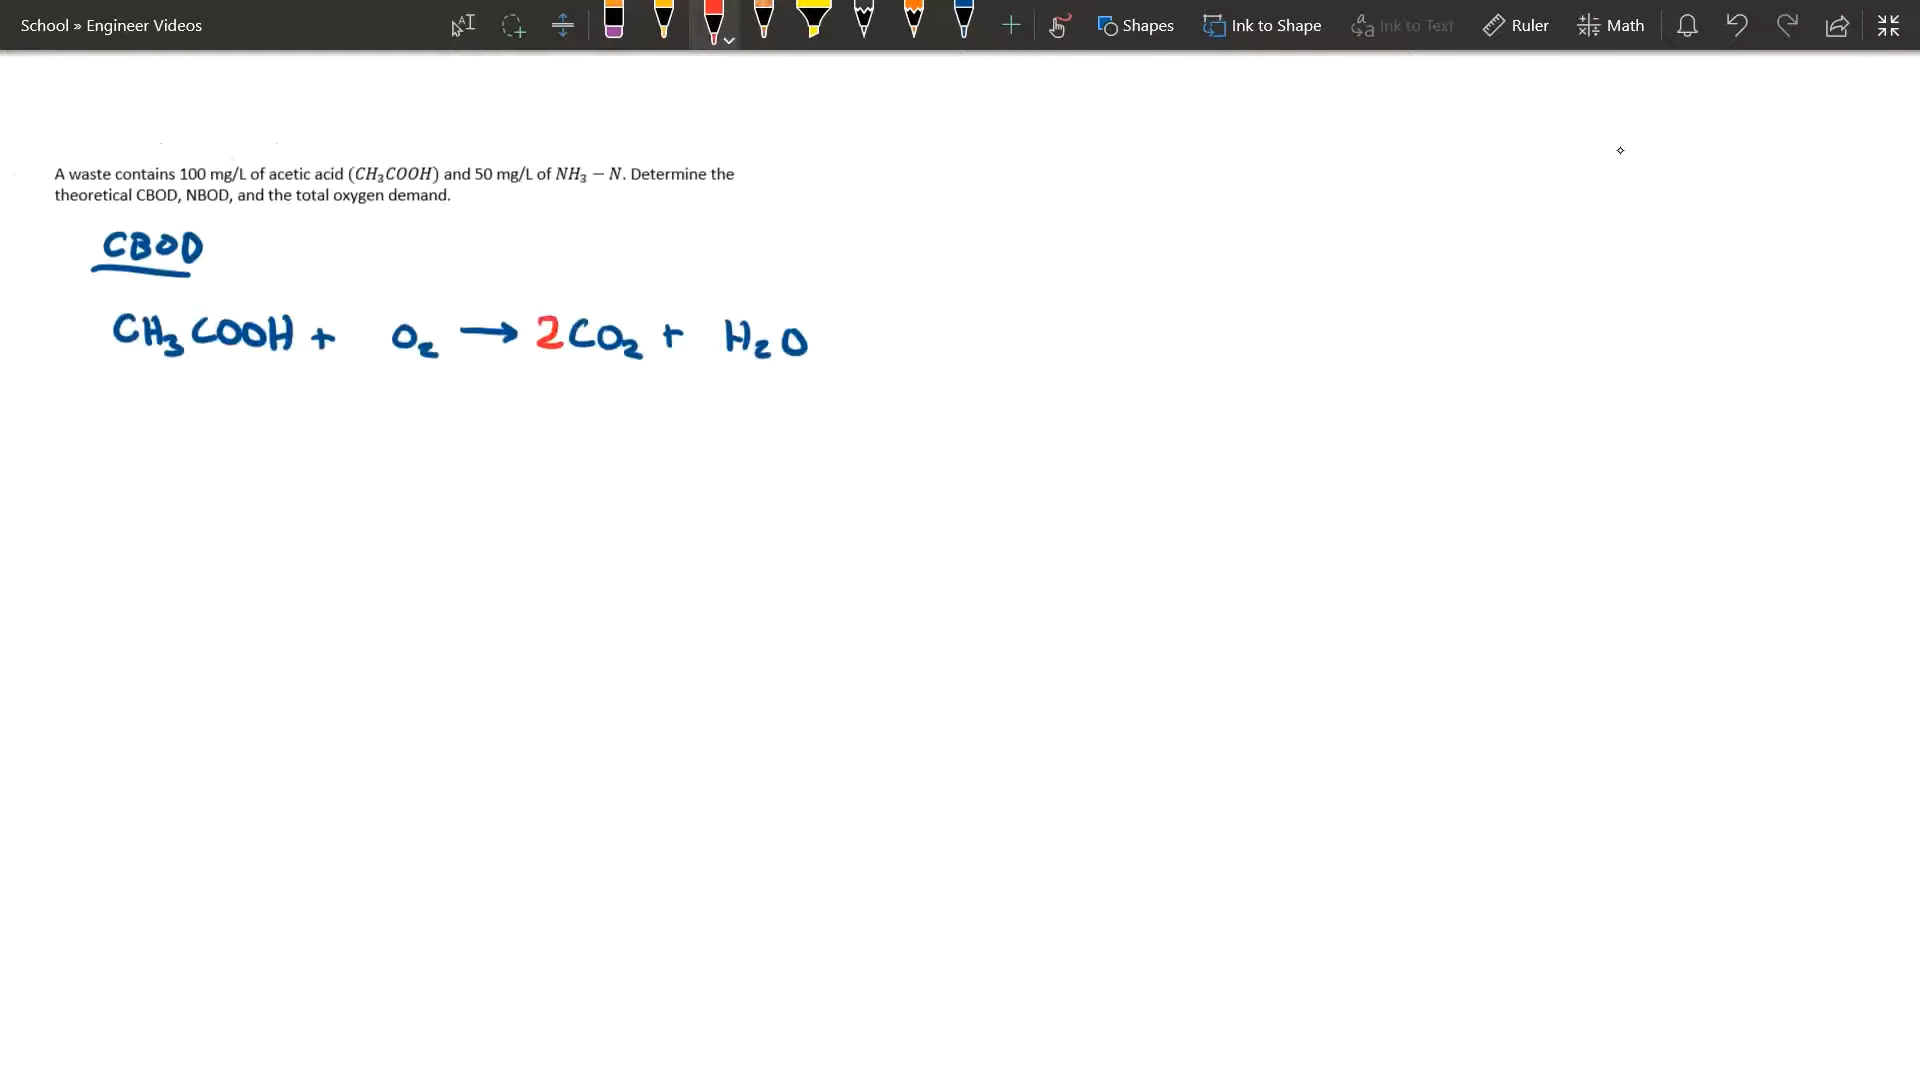 School » Engineer Videos
Shapes Ink to Shape Ink to Text Ruler Math
A waste contains 100 mg/L of acetic acid (CH₃COOH) and 50 mg/L of NH₃ − N. Determine the
theoretical CBOD, NBOD, and the total oxygen demand.
CBOD
CH₃COOH + O₂ → 2CO₂ + H₂O